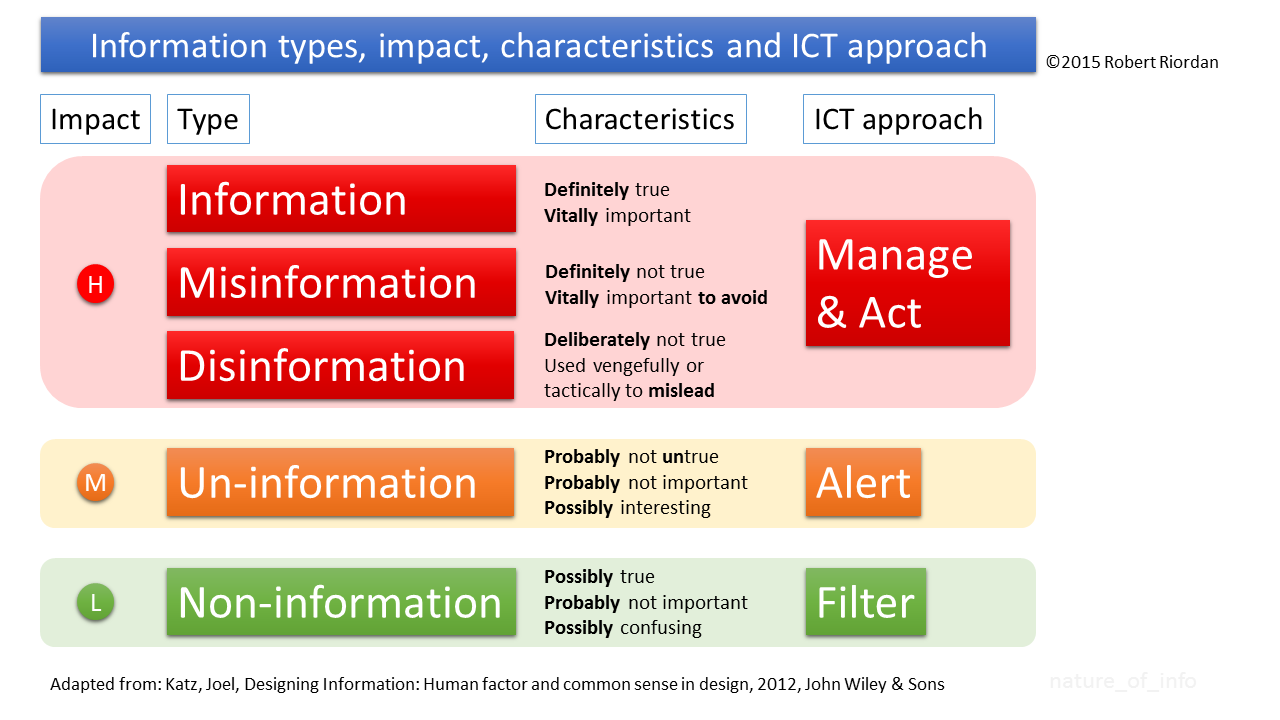 Information types, impact, characteristics and ICT approach
©2015 Robert Riordan
Impact
Type
Characteristics
ICT approach
H
Information
Definitely true
Vitally important
Misinformation
Definitely not true
Vitally important to avoid
Disinformation
Deliberately not true
Used vengefully or
tactically to mislead
Manage
& Act
M
Un-information
Probably not untrue
Probably not important
Possibly interesting
Alert
L
Non-information
Possibly true
Probably not important
Possibly confusing
Filter
Adapted from: Katz, Joel, Designing Information: Human factor and common sense in design, 2012, John Wiley & Sons
nature_of_info